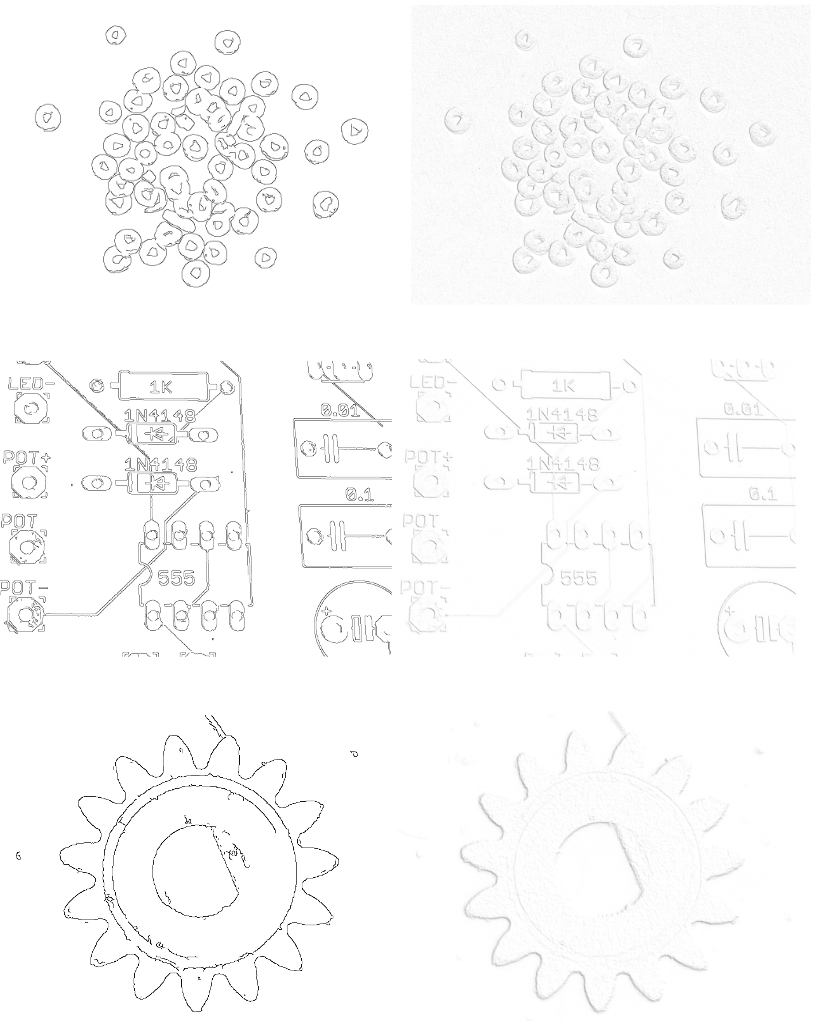 LED-
1K
0.01
1N4148
POT+
1N4148
0.1
POT
555
POT-
LED-
1K
0.01
1N4148
POT+
1N4148
0.1
POT
555
POT-